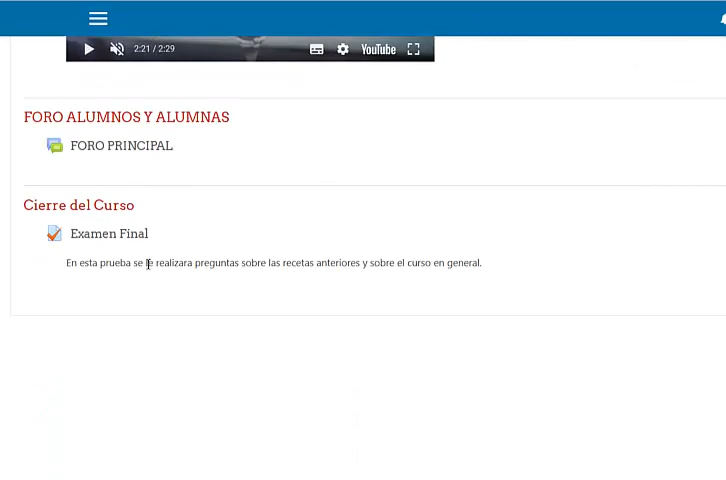 2:21 / 2:29
YouTube
FORO ALUMNOS Y ALUMNAS
FORO PRINCIPAL
Cierre del Curso
Examen Final
En esta prueba se le realizara preguntas sobre las recetas anteriores y sobre el curso en general.